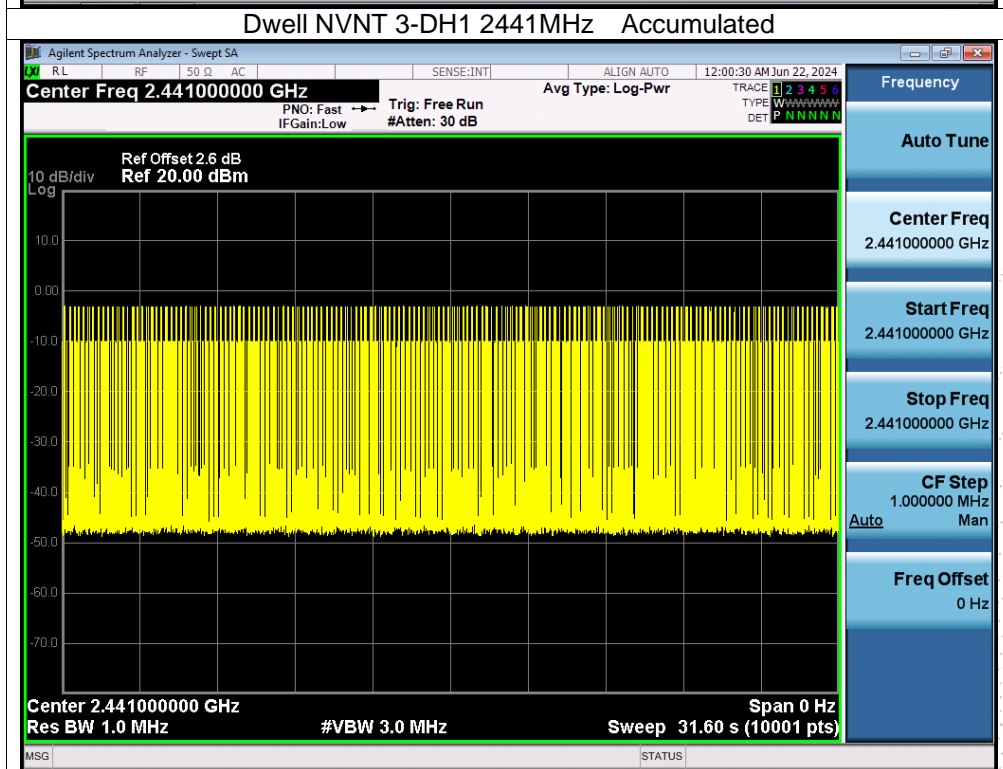 Dwell NVNT 3-DH1 2441MHz Accumulated
Agilent Spectrum Analyzer - Swept SA
LXI RL RF 50 Ω AC SENSE:INT ALIGN AUTO 12:00:30 AM Jun 22, 2024
Center Freq 2.441000000 GHz Avg Type: Log-Pwr TRACE 1 2 3 4 5 6
PNO: Fast Trig: Free Run TYPE WWWWWWW
IFGain:Low #Atten: 30 dB DET P N N N N N
Frequency
Auto Tune
Center Freq
2.441000000 GHz
Start Freq
2.441000000 GHz
Stop Freq
2.441000000 GHz
CF Step
1.000000 MHz
Auto Man
Freq Offset
0 Hz
Ref Offset 2.6 dB
10 dB/div Ref 20.00 dBm
Log
10.0
0.00
-10.0
-20.0
-30.0
-40.0
-50.0
-60.0
-70.0
Center 2.441000000 GHz Span 0 Hz
Res BW 1.0 MHz #VBW 3.0 MHz Sweep 31.60 s (10001 pts)
MSG STATUS